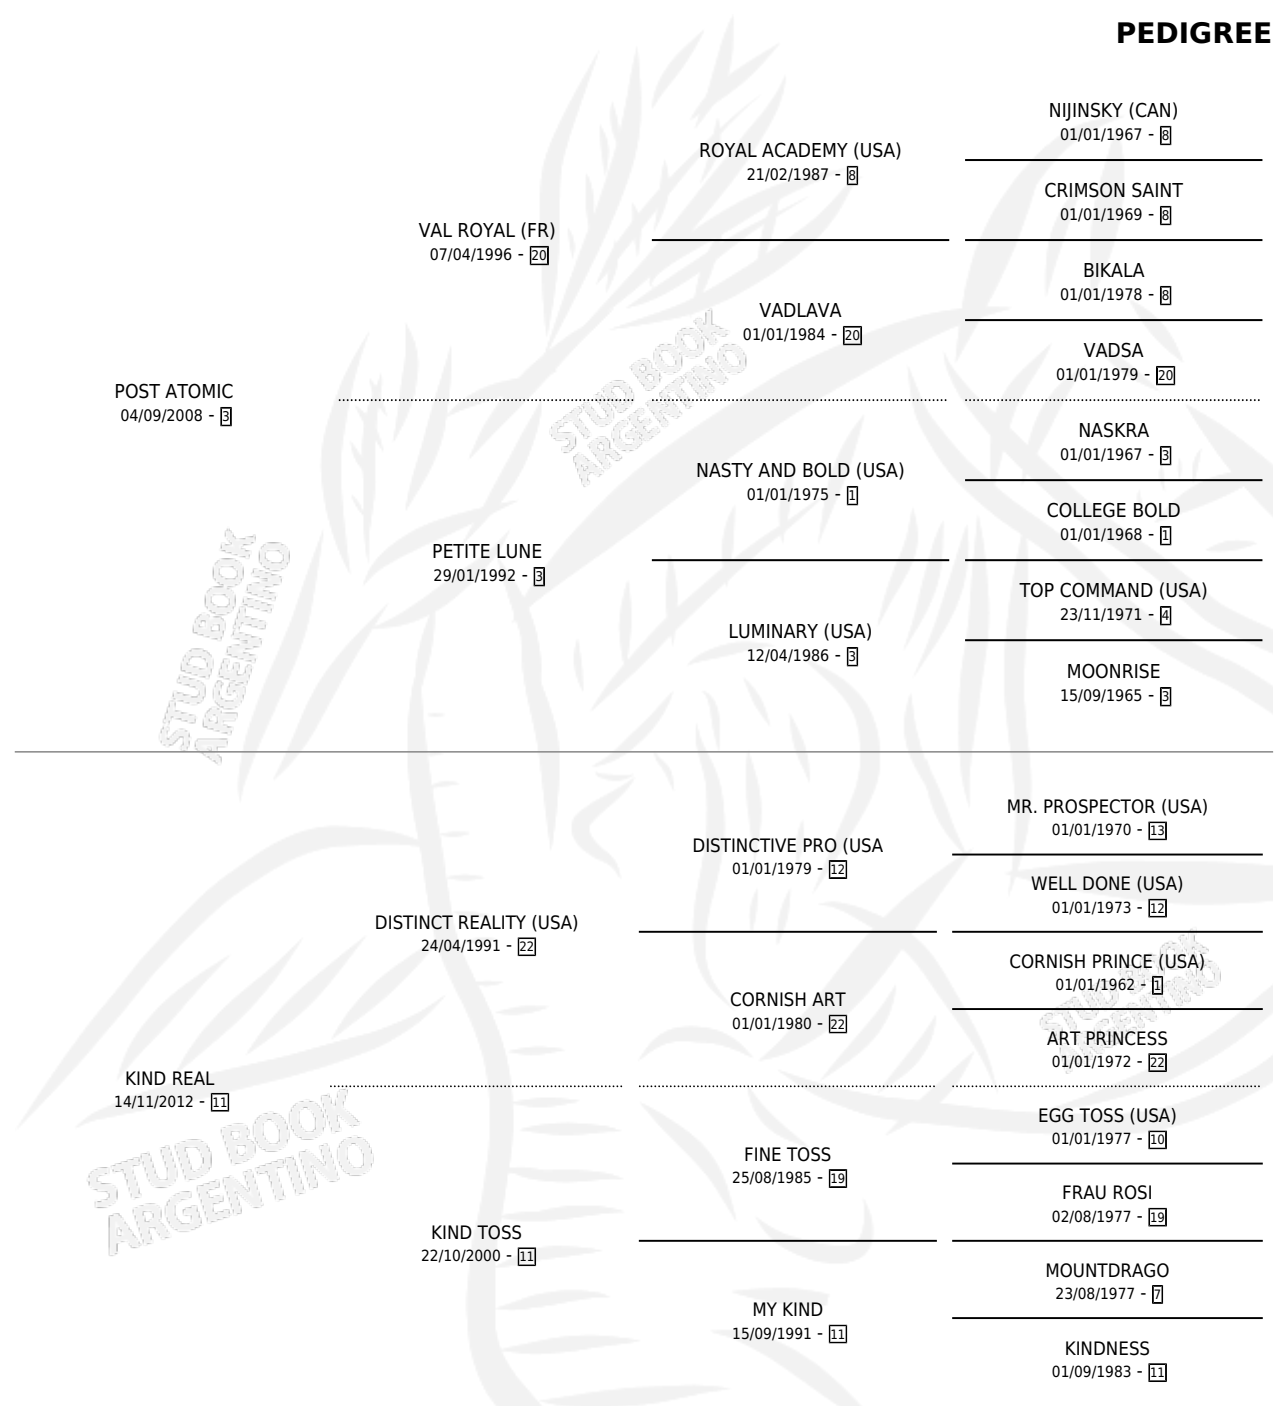 PEDIGREE
NIJINSKY (CAN)
01/01/1967 - 8
ROYAL ACADEMY (USA)
21/02/1987 - 8
CRIMSON SAINT
01/01/1969 - 8
VAL ROYAL (FR)
07/04/1996 - 20
BIKALA
01/01/1978 - 8
VADLAVA
01/01/1984 - 20
VADSA
01/01/1979 - 20
POST ATOMIC
04/09/2008 - 3
NASKRA
01/01/1967 - 3
NASTY AND BOLD (USA)
01/01/1975 - 1
COLLEGE BOLD
01/01/1968 - 1
PETITE LUNE
29/01/1992 - 3
TOP COMMAND (USA)
23/11/1971 - 4
LUMINARY (USA)
12/04/1986 - 3
MOONRISE
15/09/1965 - 3
MR. PROSPECTOR (USA)
01/01/1970 - 13
DISTINCTIVE PRO (USA
01/01/1979 - 12
WELL DONE (USA)
01/01/1973 - 12
DISTINCT REALITY (USA)
24/04/1991 - 22
CORNISH PRINCE (USA)
01/01/1962 - 1
CORNISH ART
01/01/1980 - 22
ART PRINCESS
01/01/1972 - 22
KIND REAL
14/11/2012 - 11
EGG TOSS (USA)
01/01/1977 - 10
FINE TOSS
25/08/1985 - 19
FRAU ROSI
02/08/1977 - 19
KIND TOSS
22/10/2000 - 11
MOUNTDRAGO
23/08/1977 - 7
MY KIND
15/09/1991 - 11
KINDNESS
01/09/1983 - 11
STUD BOOK
ARGENTINO
STUD BOOK
ARGENTINO
STUD BOOK
ARGENTINO
STUD BOOK
ARGENTINO